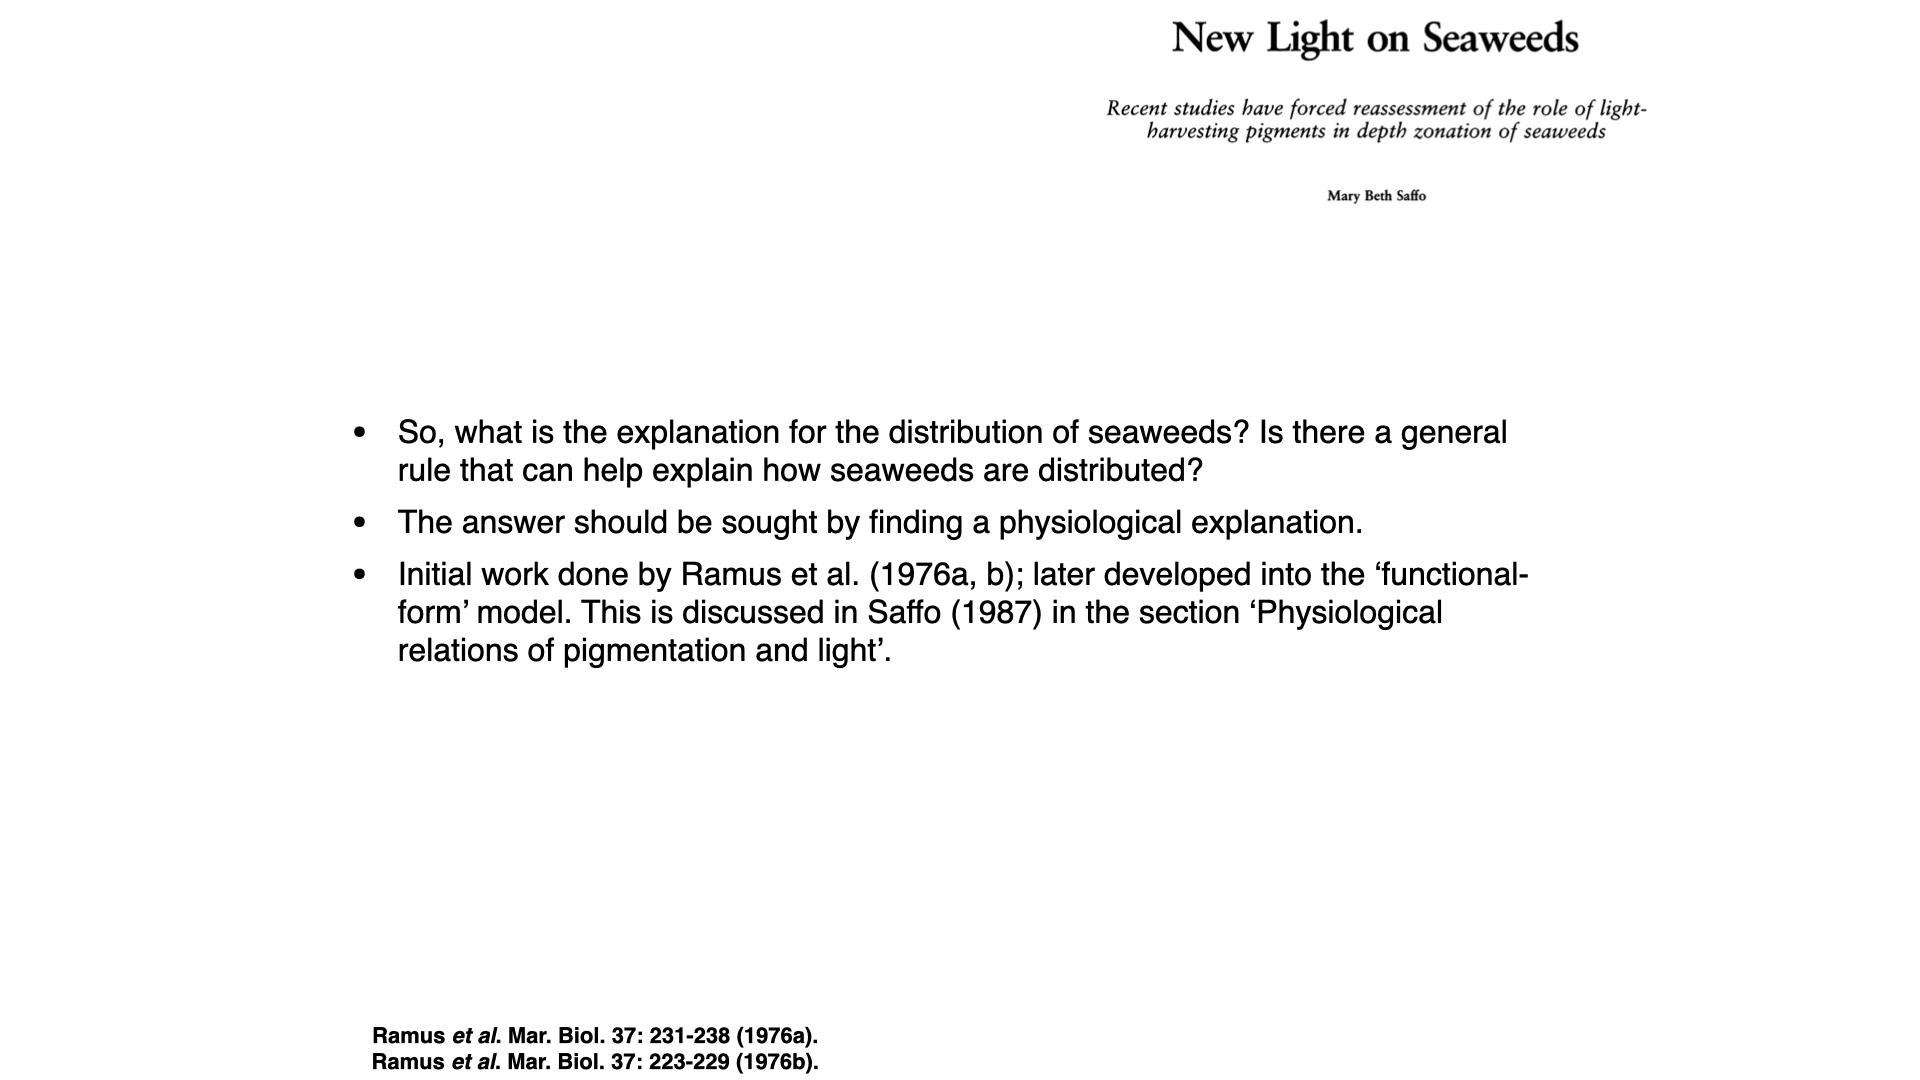 New Light on Seaweeds
Recent studies have forced reassessment of the role of light-
harvesting pigments in depth zonation of seaweeds
Mary Beth Saffo
• So, what is the explanation for the distribution of seaweeds? Is there a general
rule that can help explain how seaweeds are distributed?
• The answer should be sought by finding a physiological explanation.
• Initial work done by Ramus et al. (1976a, b); later developed into the ‘functional-
form’ model. This is discussed in Saffo (1987) in the section ‘Physiological
relations of pigmentation and light’.
Ramus et al. Mar. Biol. 37: 231-238 (1976a).
Ramus et al. Mar. Biol. 37: 223-229 (1976b).